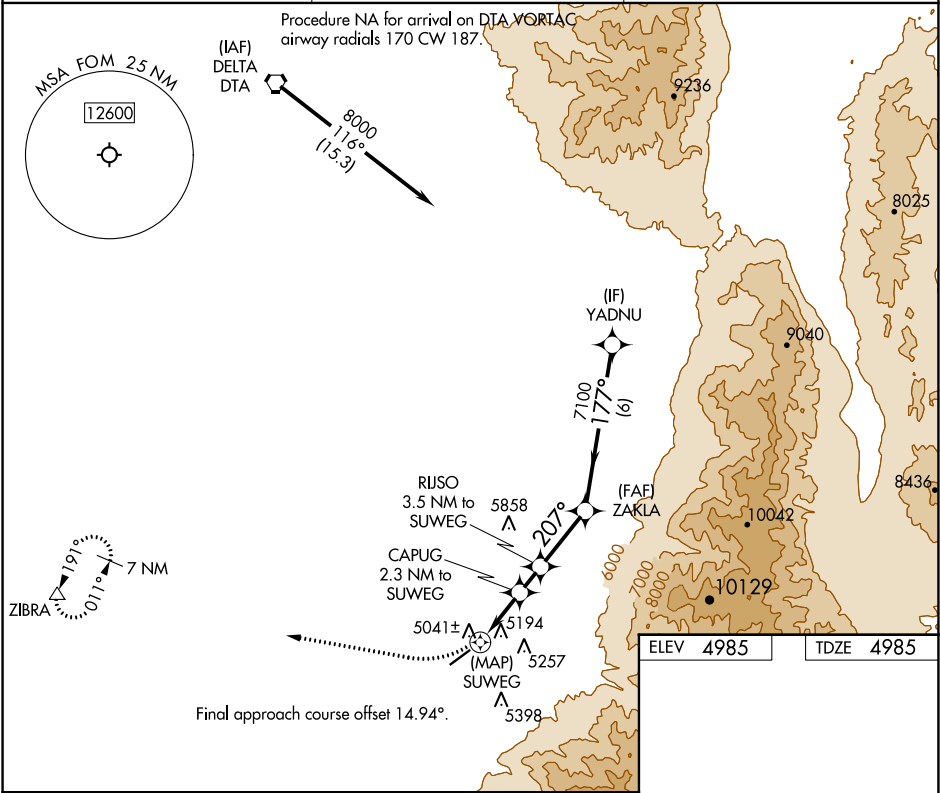 Procedure NA for arrival on DTA VORTAC
airway radials 170 CW 187.
(IAF)
DELTA
DTA
MSA FOM 25 NM
12600
8000
116°
(15.3)
9236
8025
(IF)
YADNU
9040
7100
177°
(6)
8436
RIJSO
3.5 NM to
SUWEG
5858
207°
(FAF)
ZAKLA
10042
CAPUG
2.3 NM to
SUWEG
6000
7000
8000
10129
191°
011°
7 NM
ZIBRA
5041±
5194
5257
(MAP)
SUWEG
5398
Final approach course offset 14.94°.
ELEV 4985
TDZE 4985